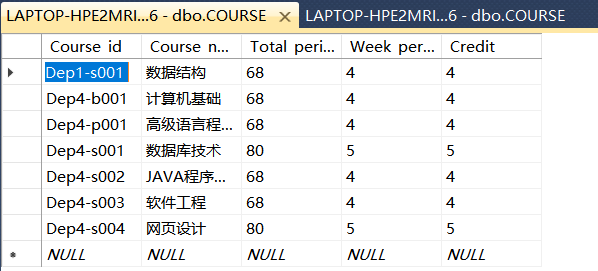 LAPTOP-HPE2MRI...6 - dbo.COURSE LAPTOP-HPE2MRI...6 - dbo.COURSE
Course id Course n... Total peri... Week per... Credit
Dep1-s001 数据结构 68 4 4
Dep4-b001 计算机基础 68 4 4
Dep4-p001 高级语言程... 68 4 4
Dep4-s001 数据库技术 80 5 5
Dep4-s002 JAVA程序... 68 4 4
Dep4-s003 软件工程 68 4 4
Dep4-s004 网页设计 80 5 5
NULL NULL NULL NULL NULL